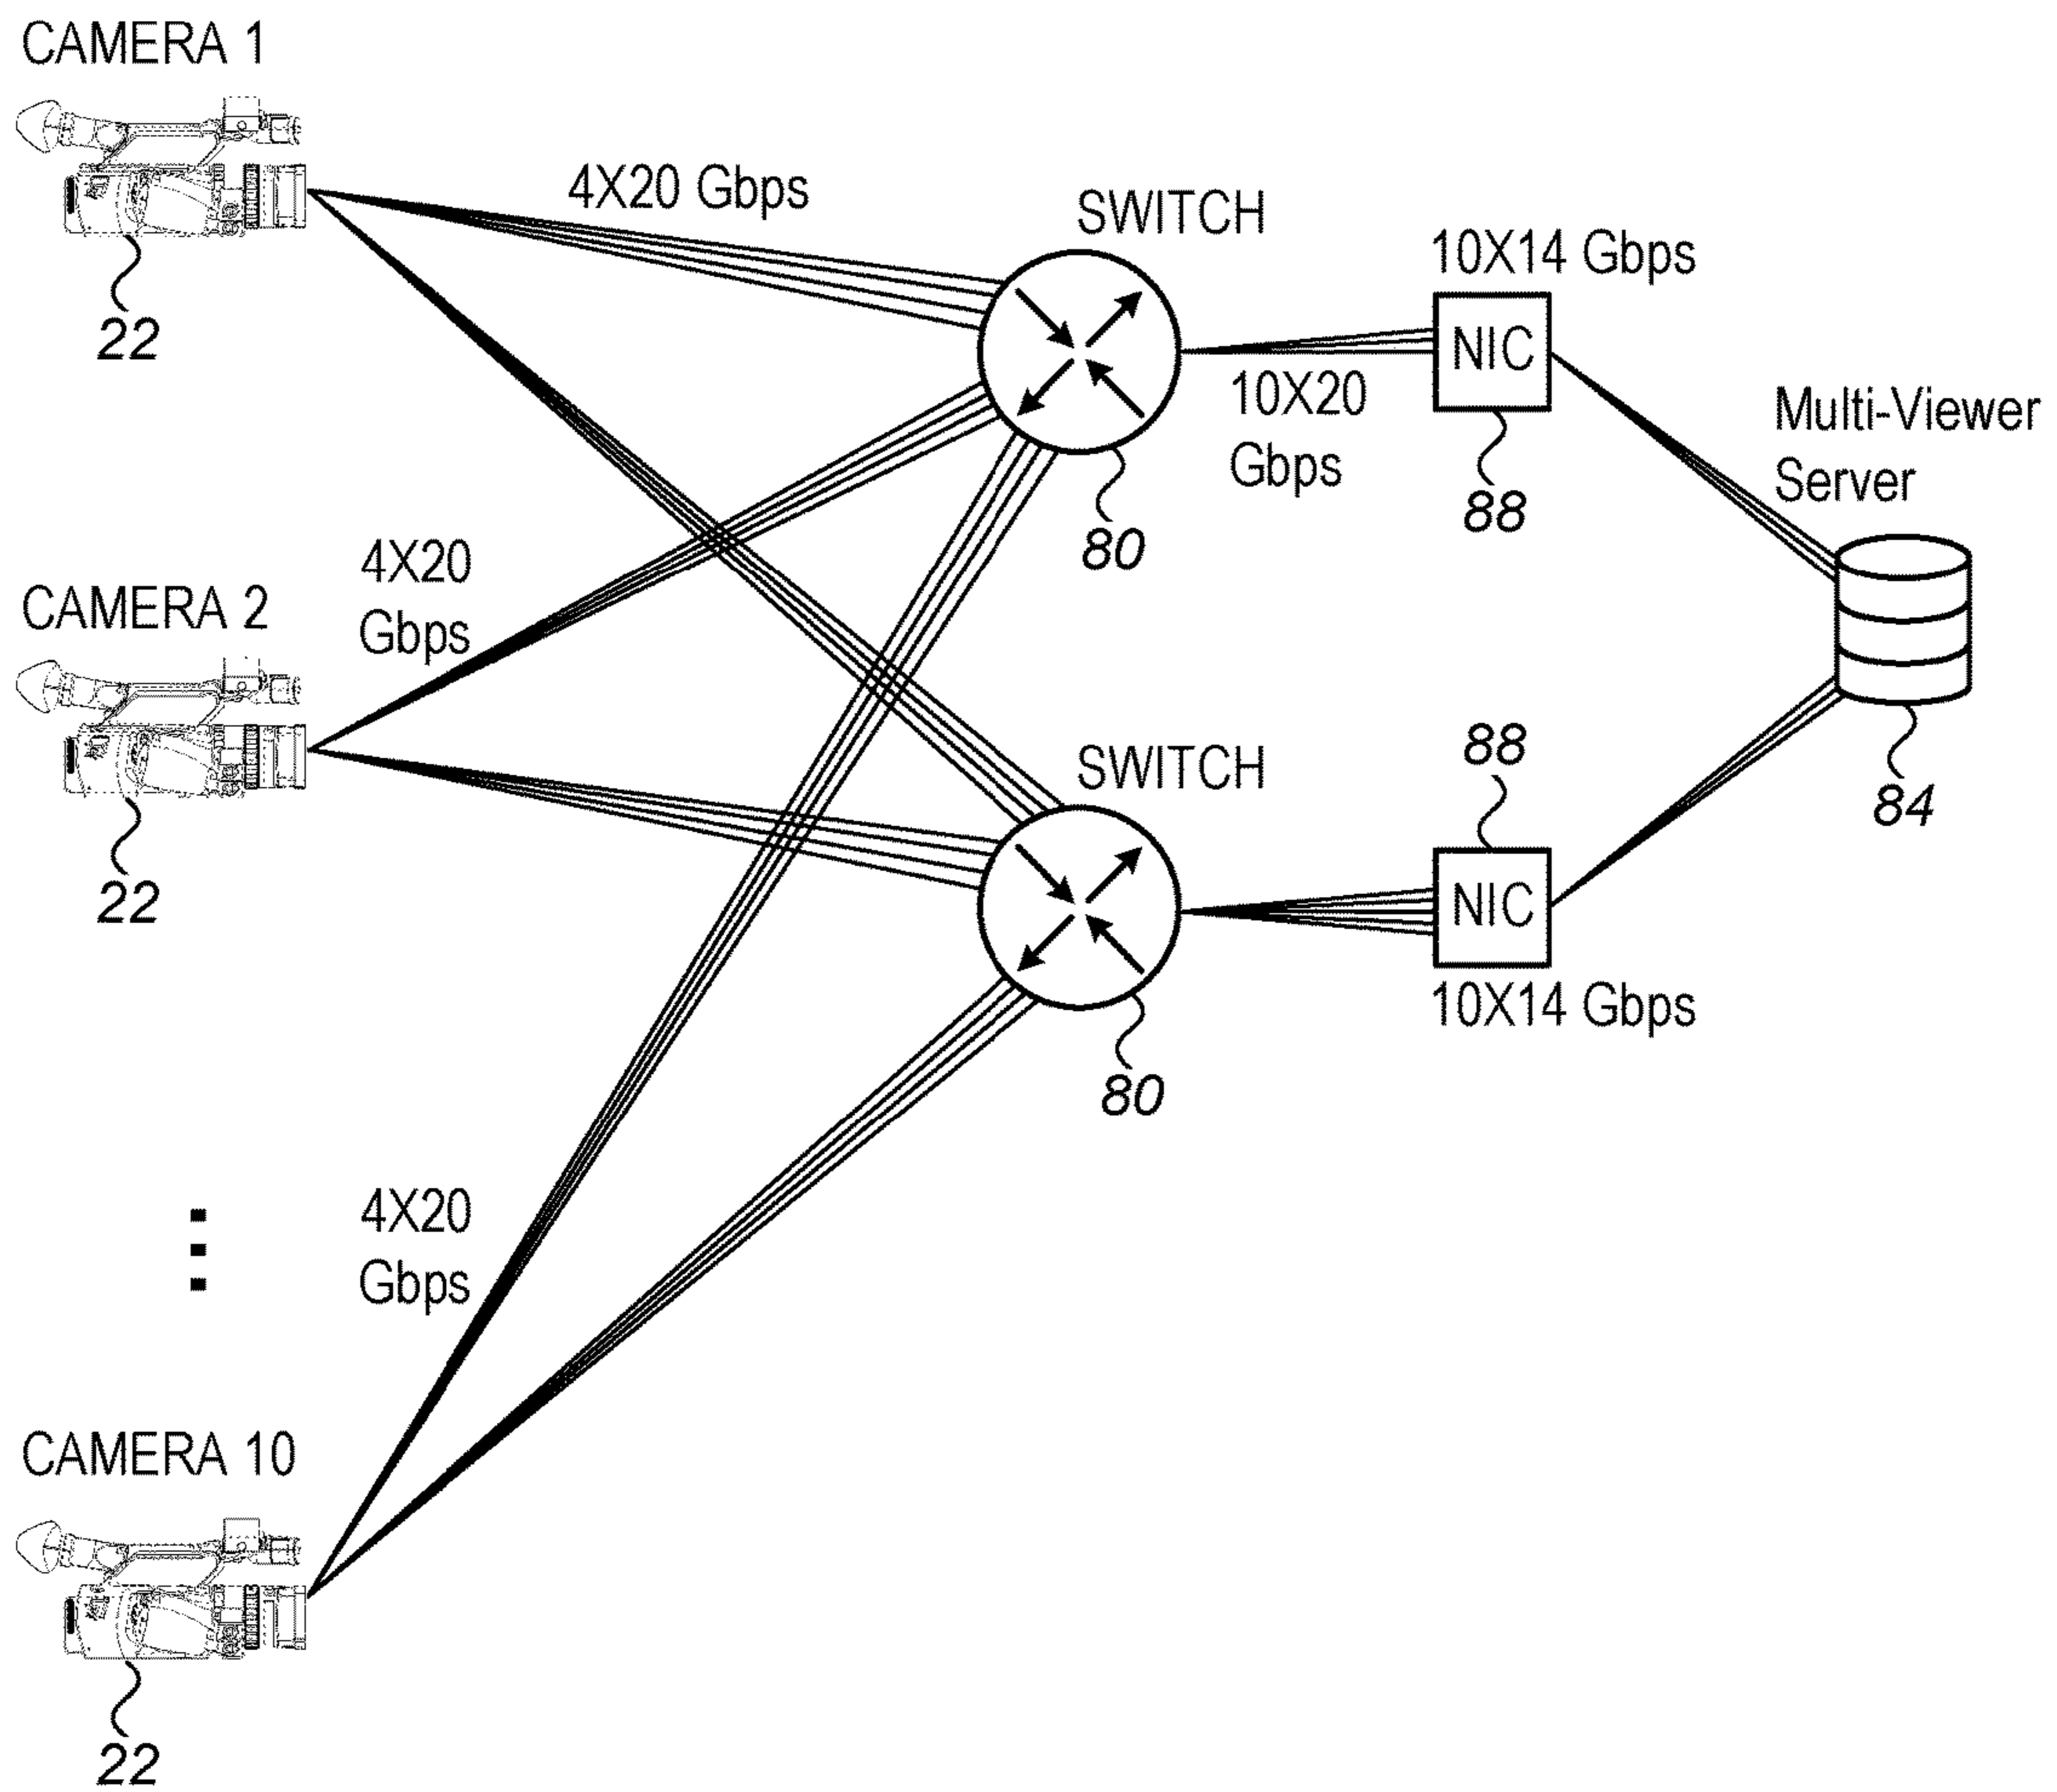 CAMERA 1
4X20 Gbps
SWITCH
10X14 Gbps
NIC
22
10X20
Gbps
Multi-Viewer
Server
88
80
4X20
Gbps
CAMERA 2
SWITCH
88
84
22
NIC
10X14 Gbps
80
4X20
Gbps
CAMERA 10
22